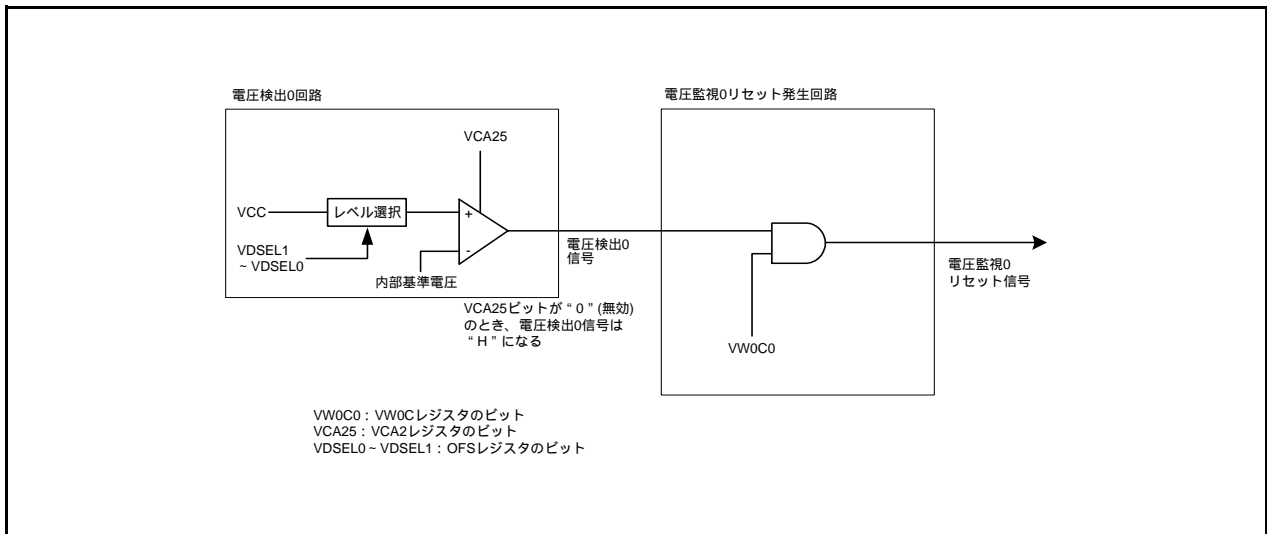 電圧検出0回路
電圧監視0リセット発生回路
VCA25
VCC
レベル選択
+
-
VDSEL1
~ VDSEL0
内部基準電圧
電圧検出0
信号
電圧監視0
リセット信号
VCA25ビットが“0”(無効)
のとき、電圧検出0信号は
“H”になる
VW0C0
VW0C0：VW0Cレジスタのビット
VCA25：VCA2レジスタのビット
VDSEL0 ~ VDSEL1：OFSレジスタのビット